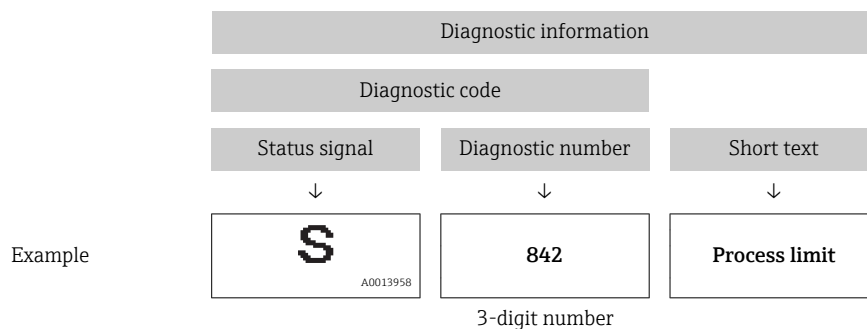 Diagnostic information
Diagnostic code
Status signal Diagnostic number Short text
↓ ↓ ↓
Example S 842 Process limit
A0013958
3-digit number